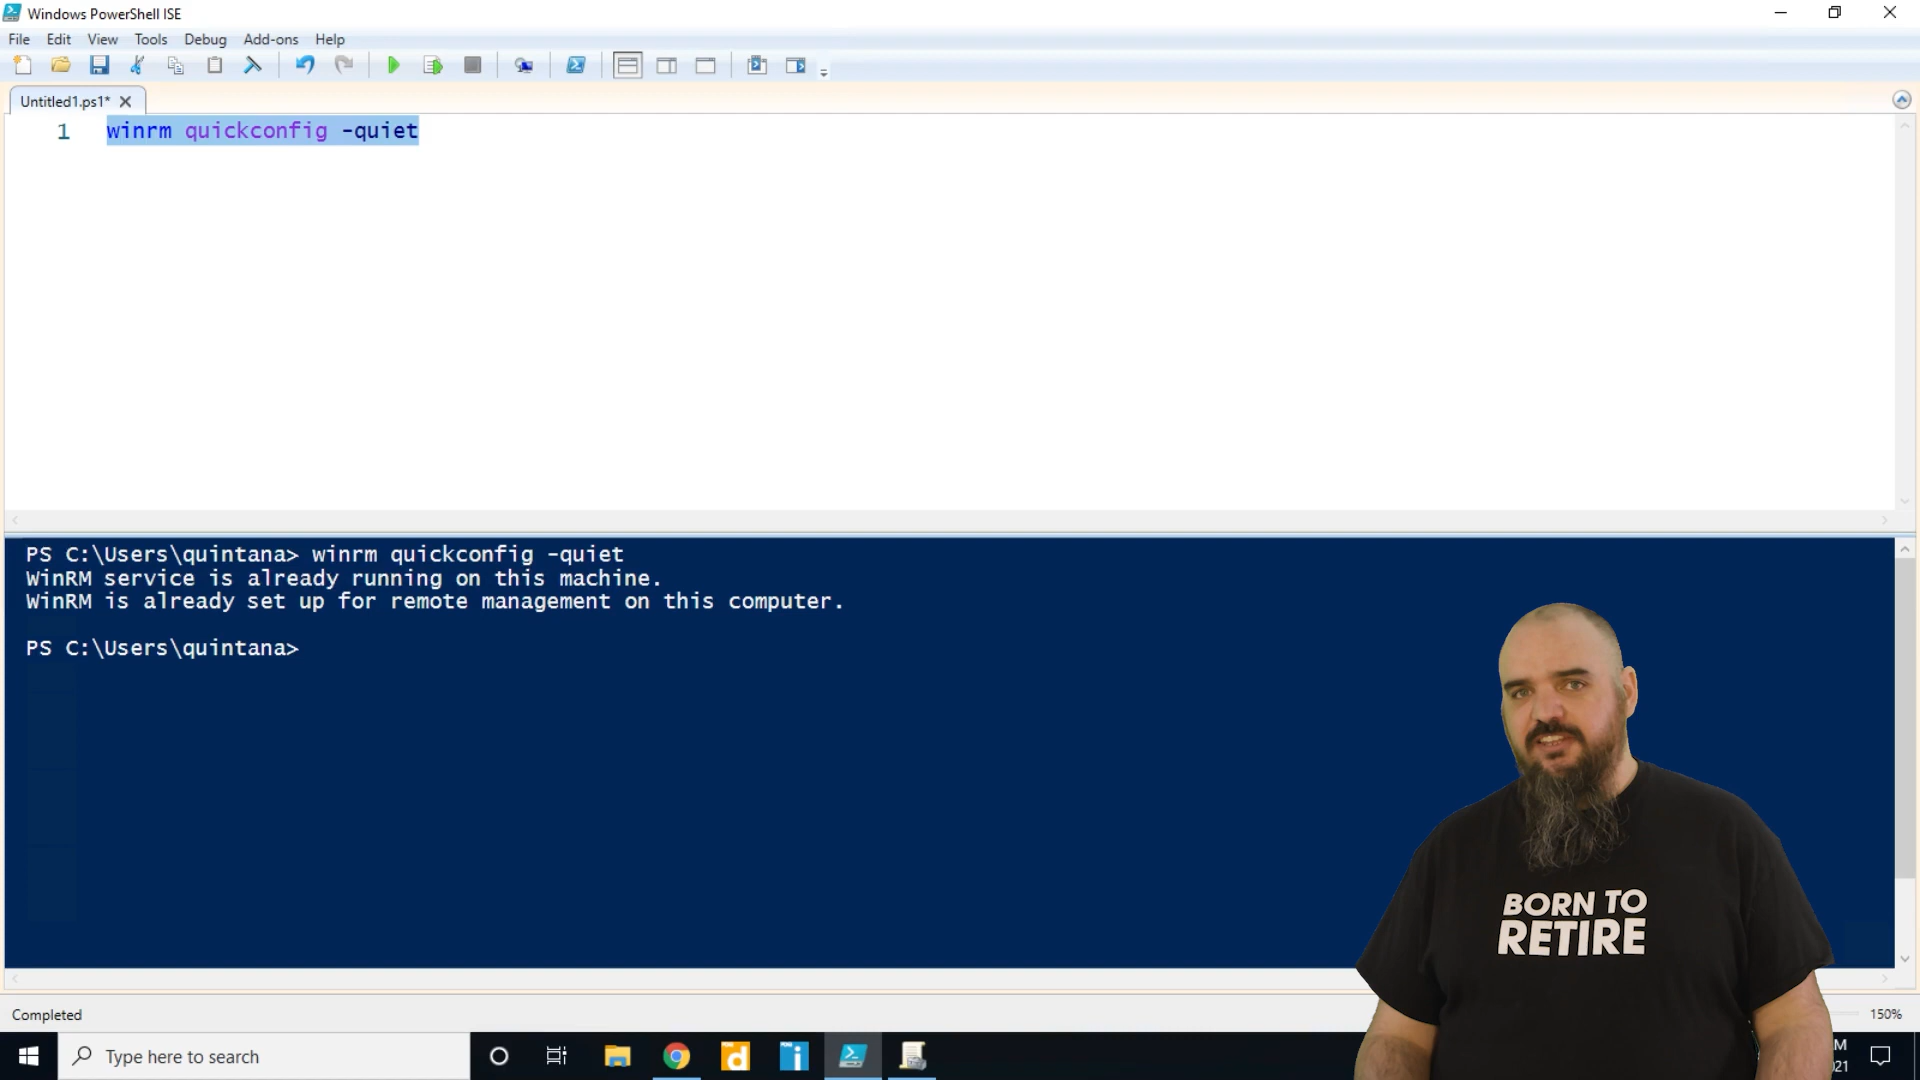 Windows PowerShell ISE
File Edit View Tools Debug Add-ons Help
Untitled1.ps1*
1 winrm quickconfig -quiet
PS C:\Users\quintana> winrm quickconfig -quiet
WinRM service is already running on this machine.
WinRM is already set up for remote management on this computer.
PS C:\Users\quintana>
BORN TO
RETIRE
Completed
150%
Type here to search
d
i
M
021